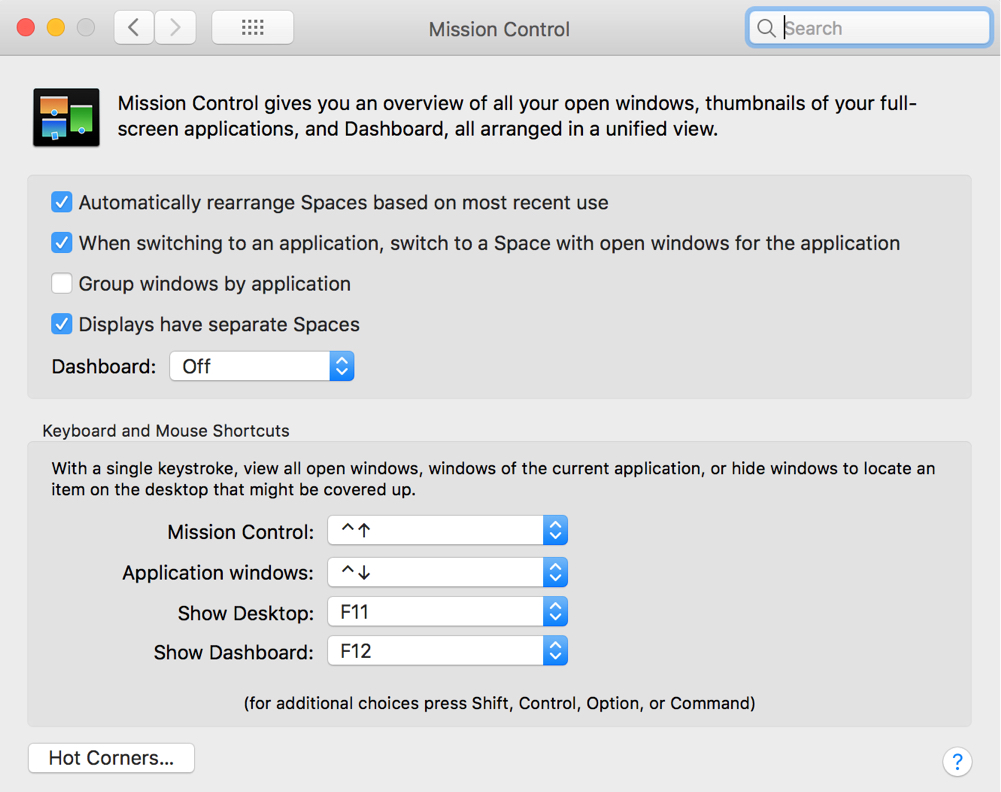 Mission Control
Search
Mission Control gives you an overview of all your open windows, thumbnails of your full-
screen applications, and Dashboard, all arranged in a unified view.
Automatically rearrange Spaces based on most recent use
When switching to an application, switch to a Space with open windows for the application
Group windows by application
Displays have separate Spaces
Dashboard: Off
Keyboard and Mouse Shortcuts
With a single keystroke, view all open windows, windows of the current application, or hide windows to locate an
item on the desktop that might be covered up.
Mission Control: ^↑
Application windows: ^↓
Show Desktop: F11
Show Dashboard: F12
(for additional choices press Shift, Control, Option, or Command)
Hot Corners...
?